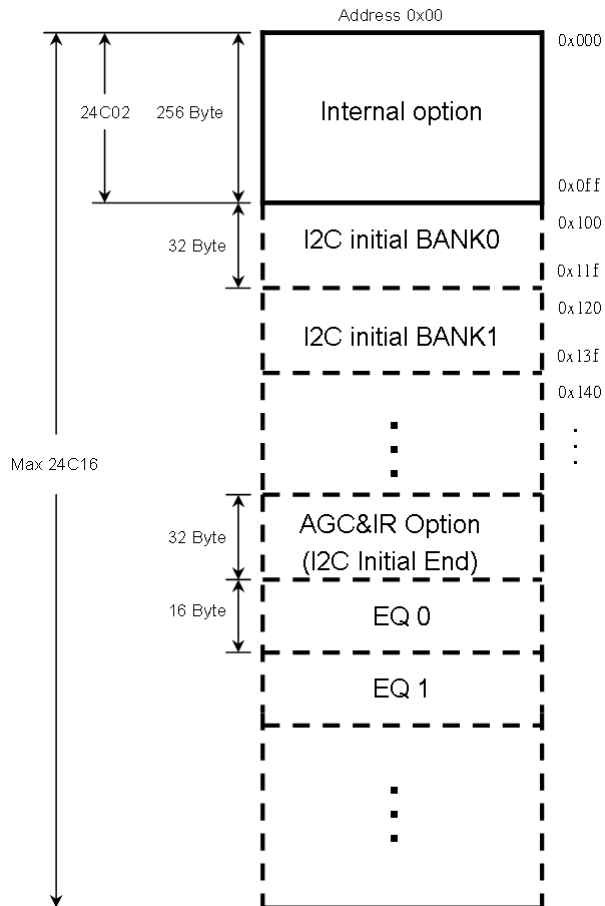 Address 0x00
0x000
24C02
256 Byte
Internal option
0x0ff
0x100
32 Byte
I2C initial BANK0
0x11f
0x120
I2C initial BANK1
0x13f
0x140
Max 24C16
32 Byte
AGC&IR Option
(I2C Initial End)
16 Byte
EQ 0
EQ 1